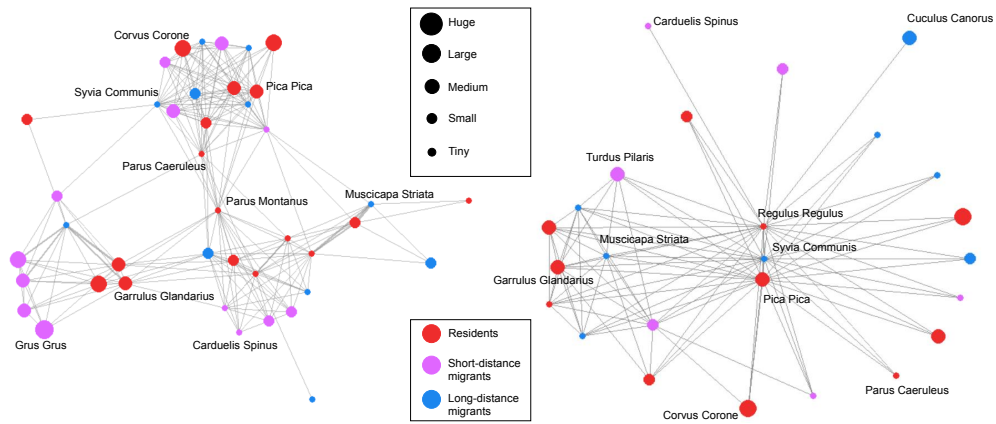 Corvus Corone
Syvia Communis
Pica Pica
Parus Caeruleus
Parus Montanus
Muscicapa Striata
Garrulus Glandarius
Grus Grus
Carduelis Spinus
Huge
Large
Medium
Small
Tiny
Residents
Short-distance
migrants
Long-distance
migrants
Carduelis Spinus
Cuculus Canorus
Turdus Pilaris
Regulus Regulus
Muscicapa Striata
Syvia Communis
Garrulus Glandarius
Pica Pica
Parus Caeruleus
Corvus Corone